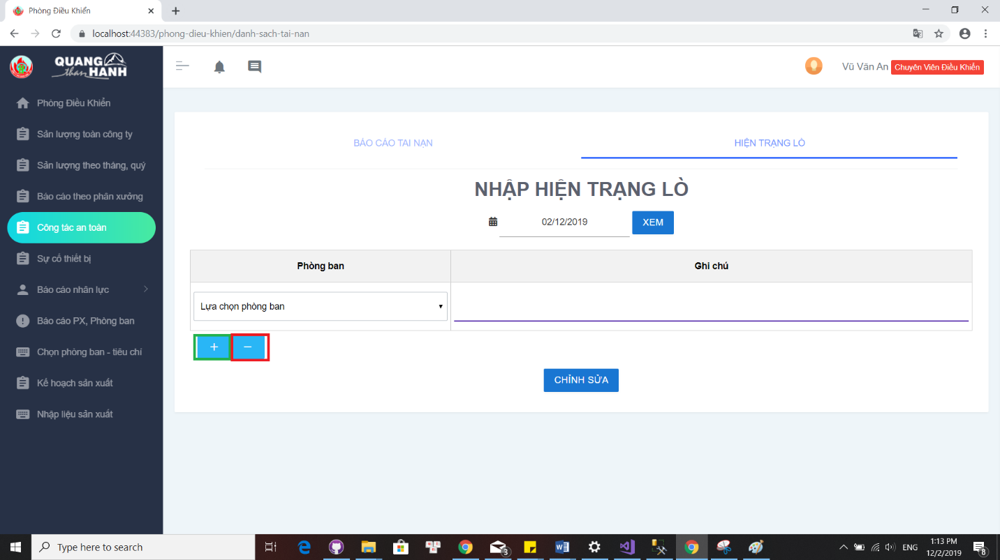 Phòng Điều Khiển
localhost:44383/phong-dieu-khien/danh-sach-tai-nan
QUANG
than HANH
Vũ Văn An Chuyên Viên Điều Khiển
Phòng Điều Khiển
Sản lượng toàn công ty
Sản lượng theo tháng, quý
Báo cáo theo phân xưởng
Công tác an toàn
Sự cố thiết bị
Báo cáo nhân lực
Báo cáo PX, Phòng ban
Chọn phòng ban - tiêu chí
Kế hoạch sản xuất
Nhập liệu sản xuất
BÁO CÁO TAI NẠN
HIỆN TRẠNG LÒ
NHẬP HIỆN TRẠNG LÒ
02/12/2019
XEM
Phòng ban
Ghi chú
Lựa chọn phòng ban
+
−
CHỈNH SỬA
Type here to search
3
ENG
1:13 PM
12/2/2019
8